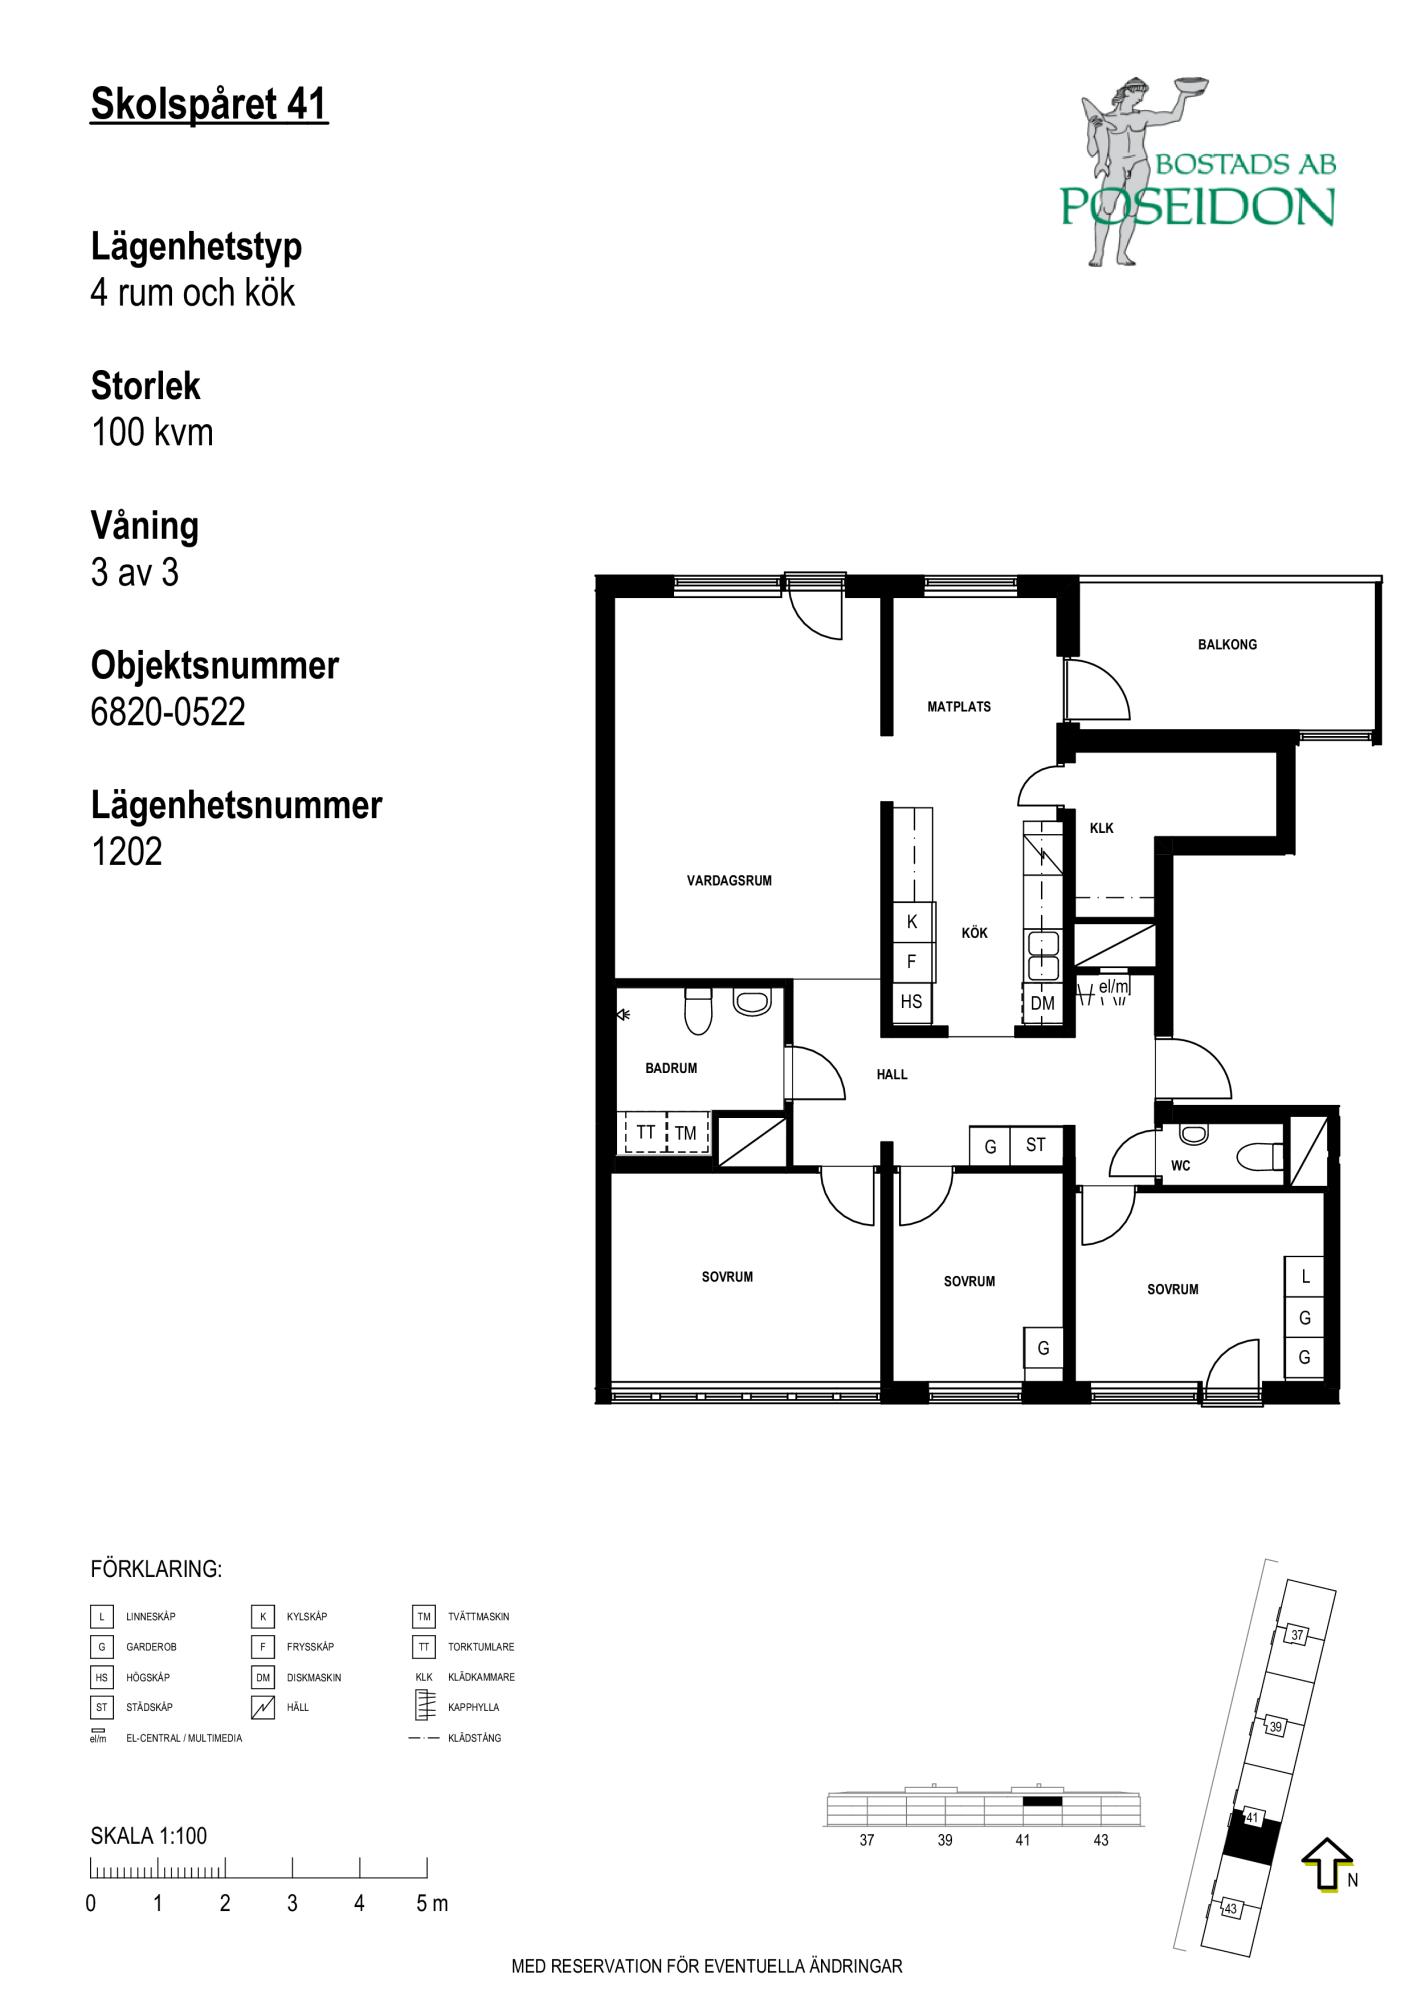 Skolspåret 41
BOSTADS AB
POSEIDON
Lägenhetstyp
4 rum och kök
Storlek
100 kvm
Våning
3 av 3
Objektsnummer
6820-0522
Lägenhetsnummer
1202
BALKONG
MATPLATS
KLK
VARDAGSRUM
K
KÖK
F
HS
DM
el/m
BADRUM
HALL
TT
TM
G
ST
WC
SOVRUM
SOVRUM
SOVRUM
L
G
G
G
FÖRKLARING:
L LINNESKÅP
G GARDEROB
HS HÖGSKÅP
ST STÄDSKÅP
el/m EL-CENTRAL / MULTIMEDIA
K KYLSKÅP
F FRYSSKÅP
DM DISKMASKIN
HÄLL
TM TVÄTTMASKIN
TT TORKTUMLARE
KLK KLÄDKAMMARE
KAPPHYLLA
KLÄDSTÅNG
SKALA 1:100
0 1 2 3 4 5 m
37 39 41 43
37
39
41
43
N
MED RESERVATION FÖR EVENTUELLA ÄNDRINGAR